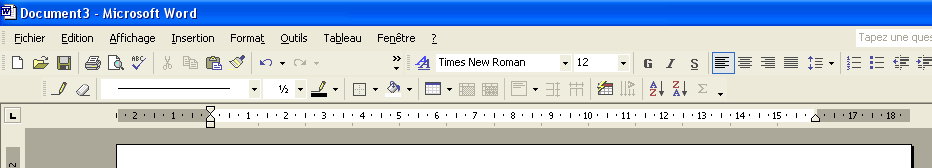 Document3 - Microsoft Word
Fichier Edition Affichage Insertion Format Outils Tableau Fenêtre ? Tapez une ques
ABC Times New Roman 12 G I S
½ A Z Z A Σ
L 2 1 1 2 3 4 5 6 7 8 9 10 11 12 13 14 15 17 18
2